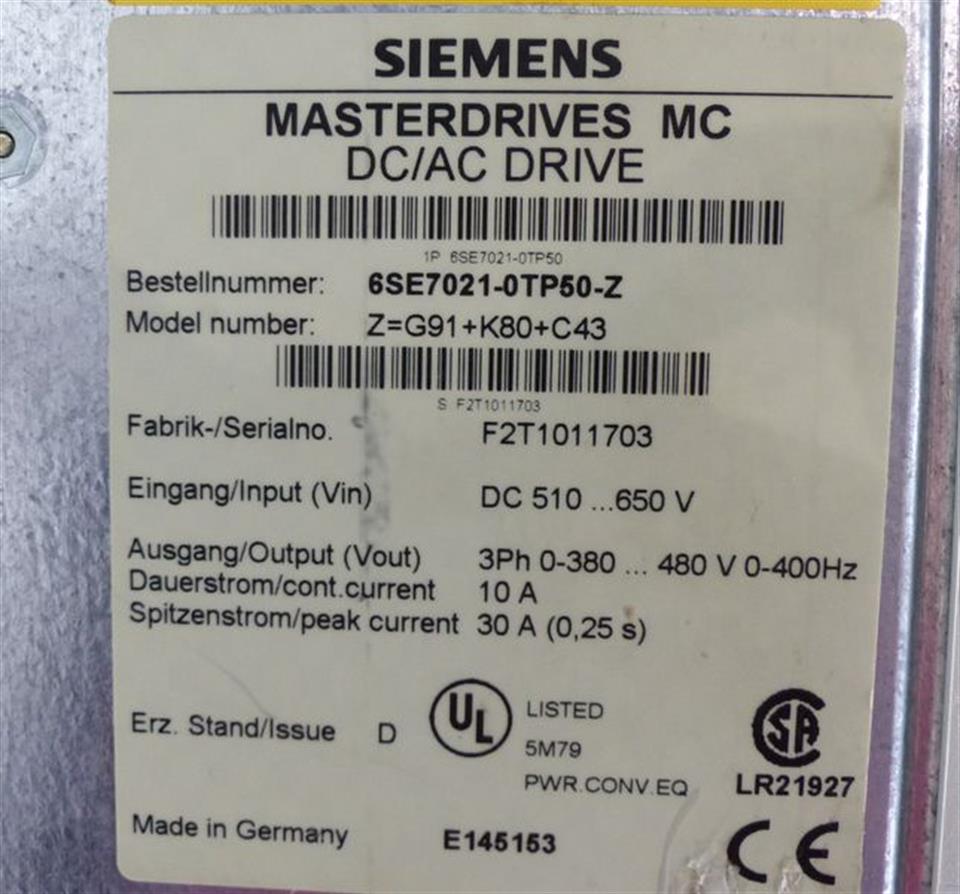 SIEMENS
MASTERDRIVES MC
DC/AC DRIVE
1P 6SE7021-0TP50
Bestellnummer: 6SE7021-0TP50-Z
Model number: Z=G91+K80+C43
S F2T1011703
Fabrik-/Serialno. F2T1011703
Eingang/Input (Vin) DC 510 ...650 V
Ausgang/Output (Vout) 3Ph 0-380 ... 480 V 0-400Hz
Dauerstrom/cont.current 10 A
Spitzenstrom/peak current 30 A (0,25 s)
Erz. Stand/Issue D
UL LISTED
5M79
PWR.CONV.EQ
SA
LR21927
Made in Germany E145153
CE